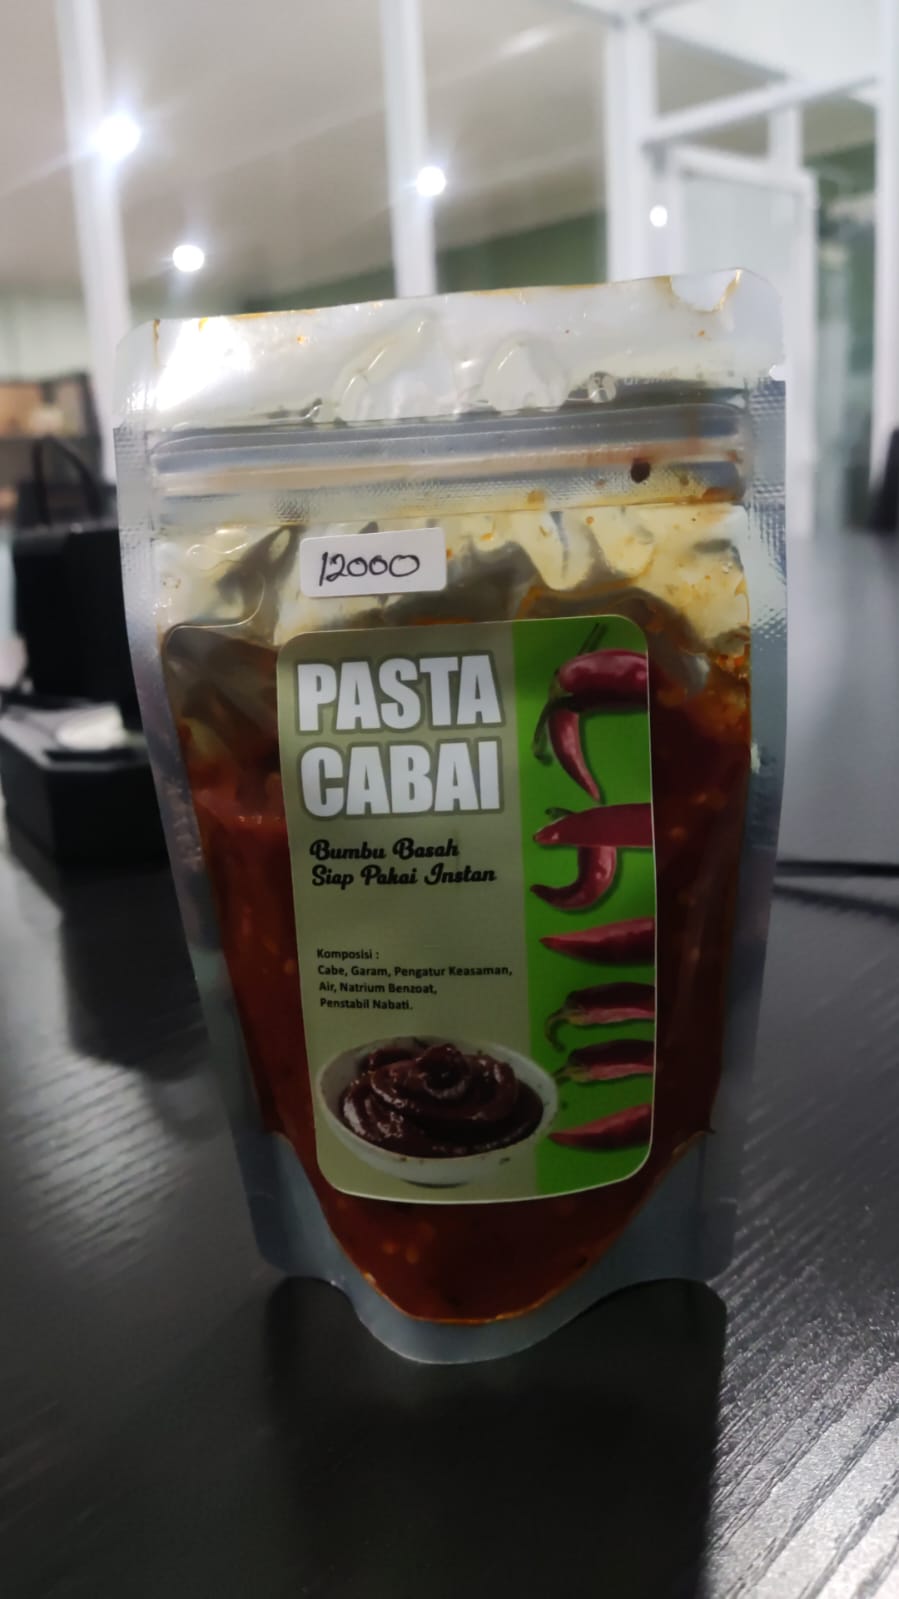 12000
PASTA
CABAI
Bumbu Basah
Siap Pakai Instan
Komposisi :
Cabe, Garam, Pengatur Keasaman,
Air, Natrium Benzoat,
Penstabil Nabati.